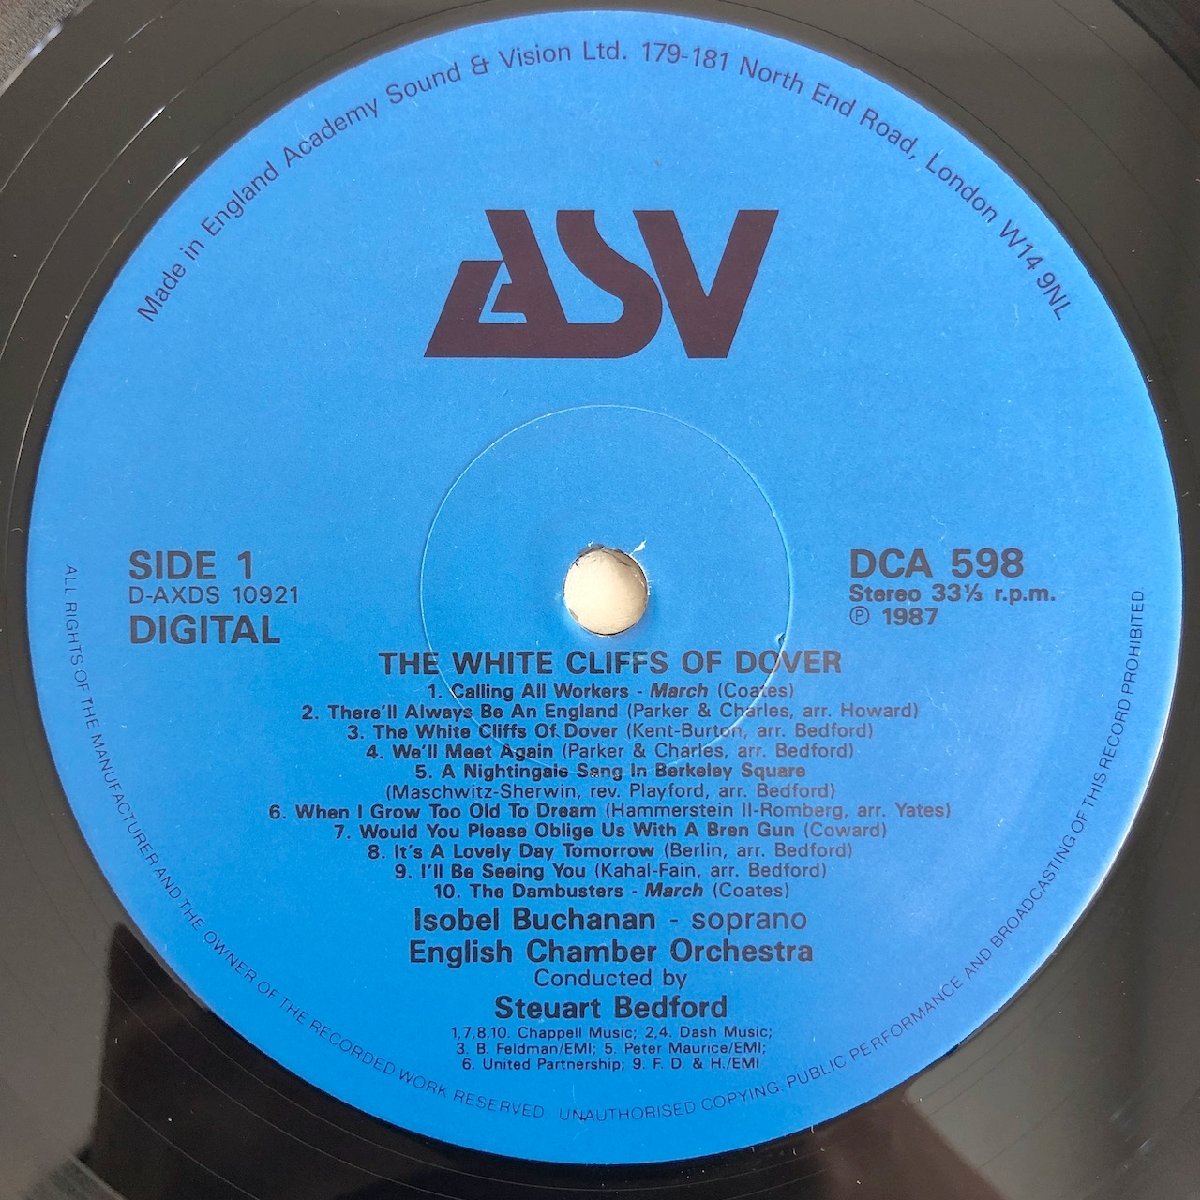 Made in England Academy Sound & Vision Ltd. 179-181 North End Road, London W14 9NL
ASV
SIDE 1
D-AXDS 10921
DIGITAL
DCA 598
Stereo 33⅓ r.p.m.
℗ 1987
THE WHITE CLIFFS OF DOVER
1. Calling All Workers - March (Coates)
2. There'll Always Be An England (Parker & Charles, arr. Howard)
3. The White Cliffs Of Dover (Kent-Burton, arr. Bedford)
4. We'll Meet Again (Parker & Charles, arr. Bedford)
5. A Nightingale Sang In Berkeley Square
(Maschwitz-Sherwin, rev. Playford, arr. Bedford)
6. When I Grow Too Old To Dream (Hammerstein II-Romberg, arr. Yates)
7. Would You Please Oblige Us With A Bren Gun (Coward)
8. It's A Lovely Day Tomorrow (Berlin, arr. Bedford)
9. I'll Be Seeing You (Kahal-Fain, arr. Bedford)
10. The Dambusters - March (Coates)
Isobel Buchanan - soprano
English Chamber Orchestra
Conducted by
Steuart Bedford
1,7,8,10. Chappell Music; 2,4. Dash Music;
3. B. Feldman/EMI; 5. Peter Maurice/EMI;
6. United Partnership; 9. F. D. & H./EMI
ALL RIGHTS OF THE MANUFACTURER AND THE OWNER OF THE RECORDED WORK RESERVED. UNAUTHORISED COPYING, PUBLIC PERFORMANCE AND BROADCASTING OF THIS RECORD PROHIBITED.